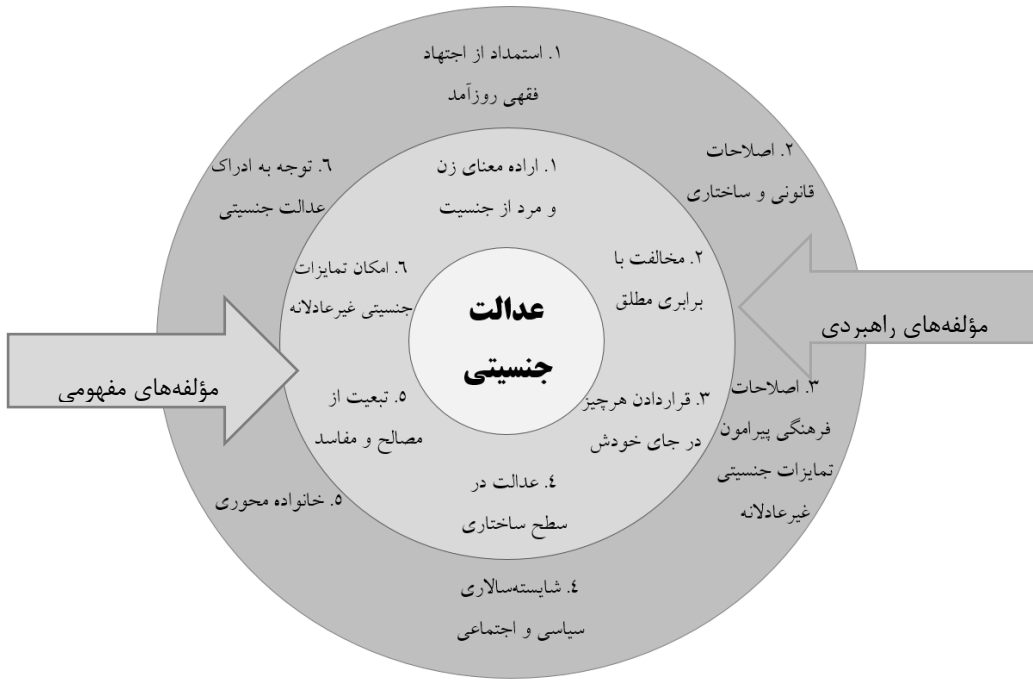 ۱. استمداد از اجتهاد
فقهی روزآمد
۲. اصلاحات
قانونی و ساختاری
۳. اصلاحات
فرهنگی پیرامون
تمایزات جنسیتی
غیرعادلانه
۴. شایسته‌سالاری
سیاسی و اجتماعی
۵. خانواده محوری
۶. توجه به ادراک
عدالت جنسیتی
۱. اراده معنای زن
و مرد از جنسیت
۲. مخالفت با
برابری مطلق
۳. قراردادن هرچیز
در جای خودش
۴. عدالت در
سطح ساختاری
۵. تبعیت از
مصالح و مفاسد
۶. امکان تمایزات
جنسیتی غیرعادلانه
عدالت
جنسیتی
مؤلفه‌های راهبردی
مؤلفه‌های مفهومی